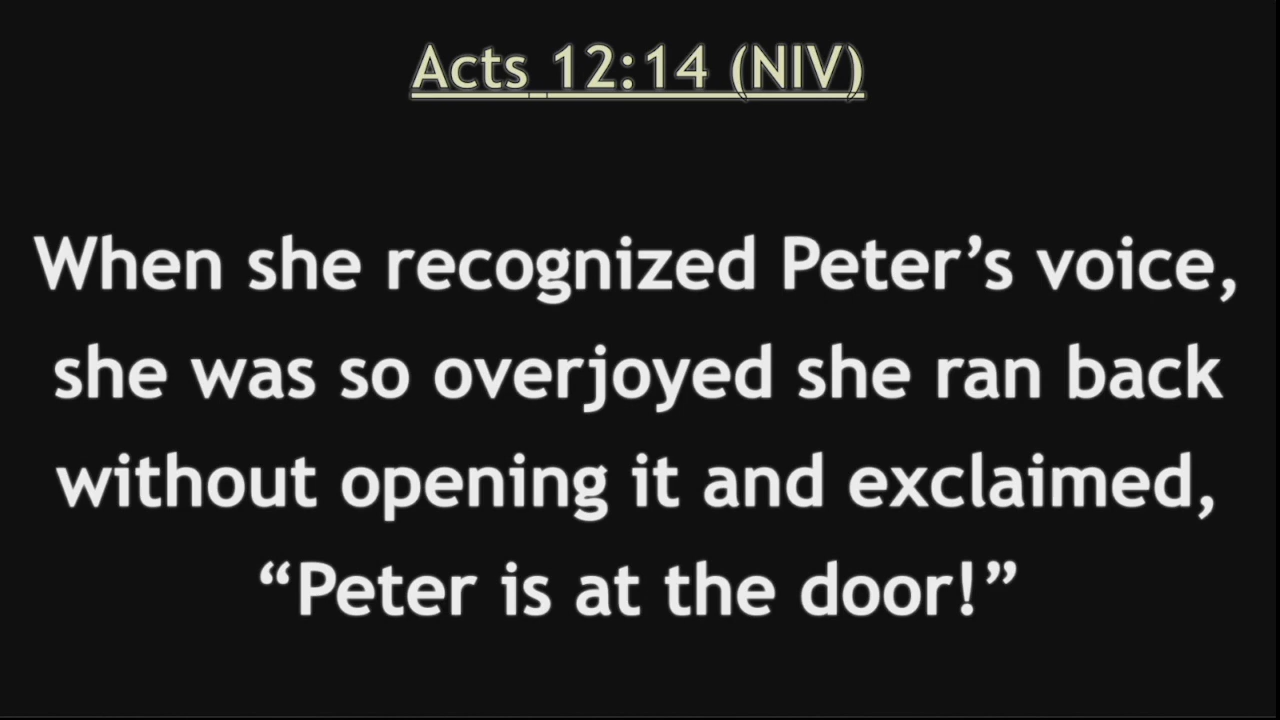 Acts 12:14 (NIV)
When she recognized Peter’s voice,
she was so overjoyed she ran back
without opening it and exclaimed,
“Peter is at the door!”